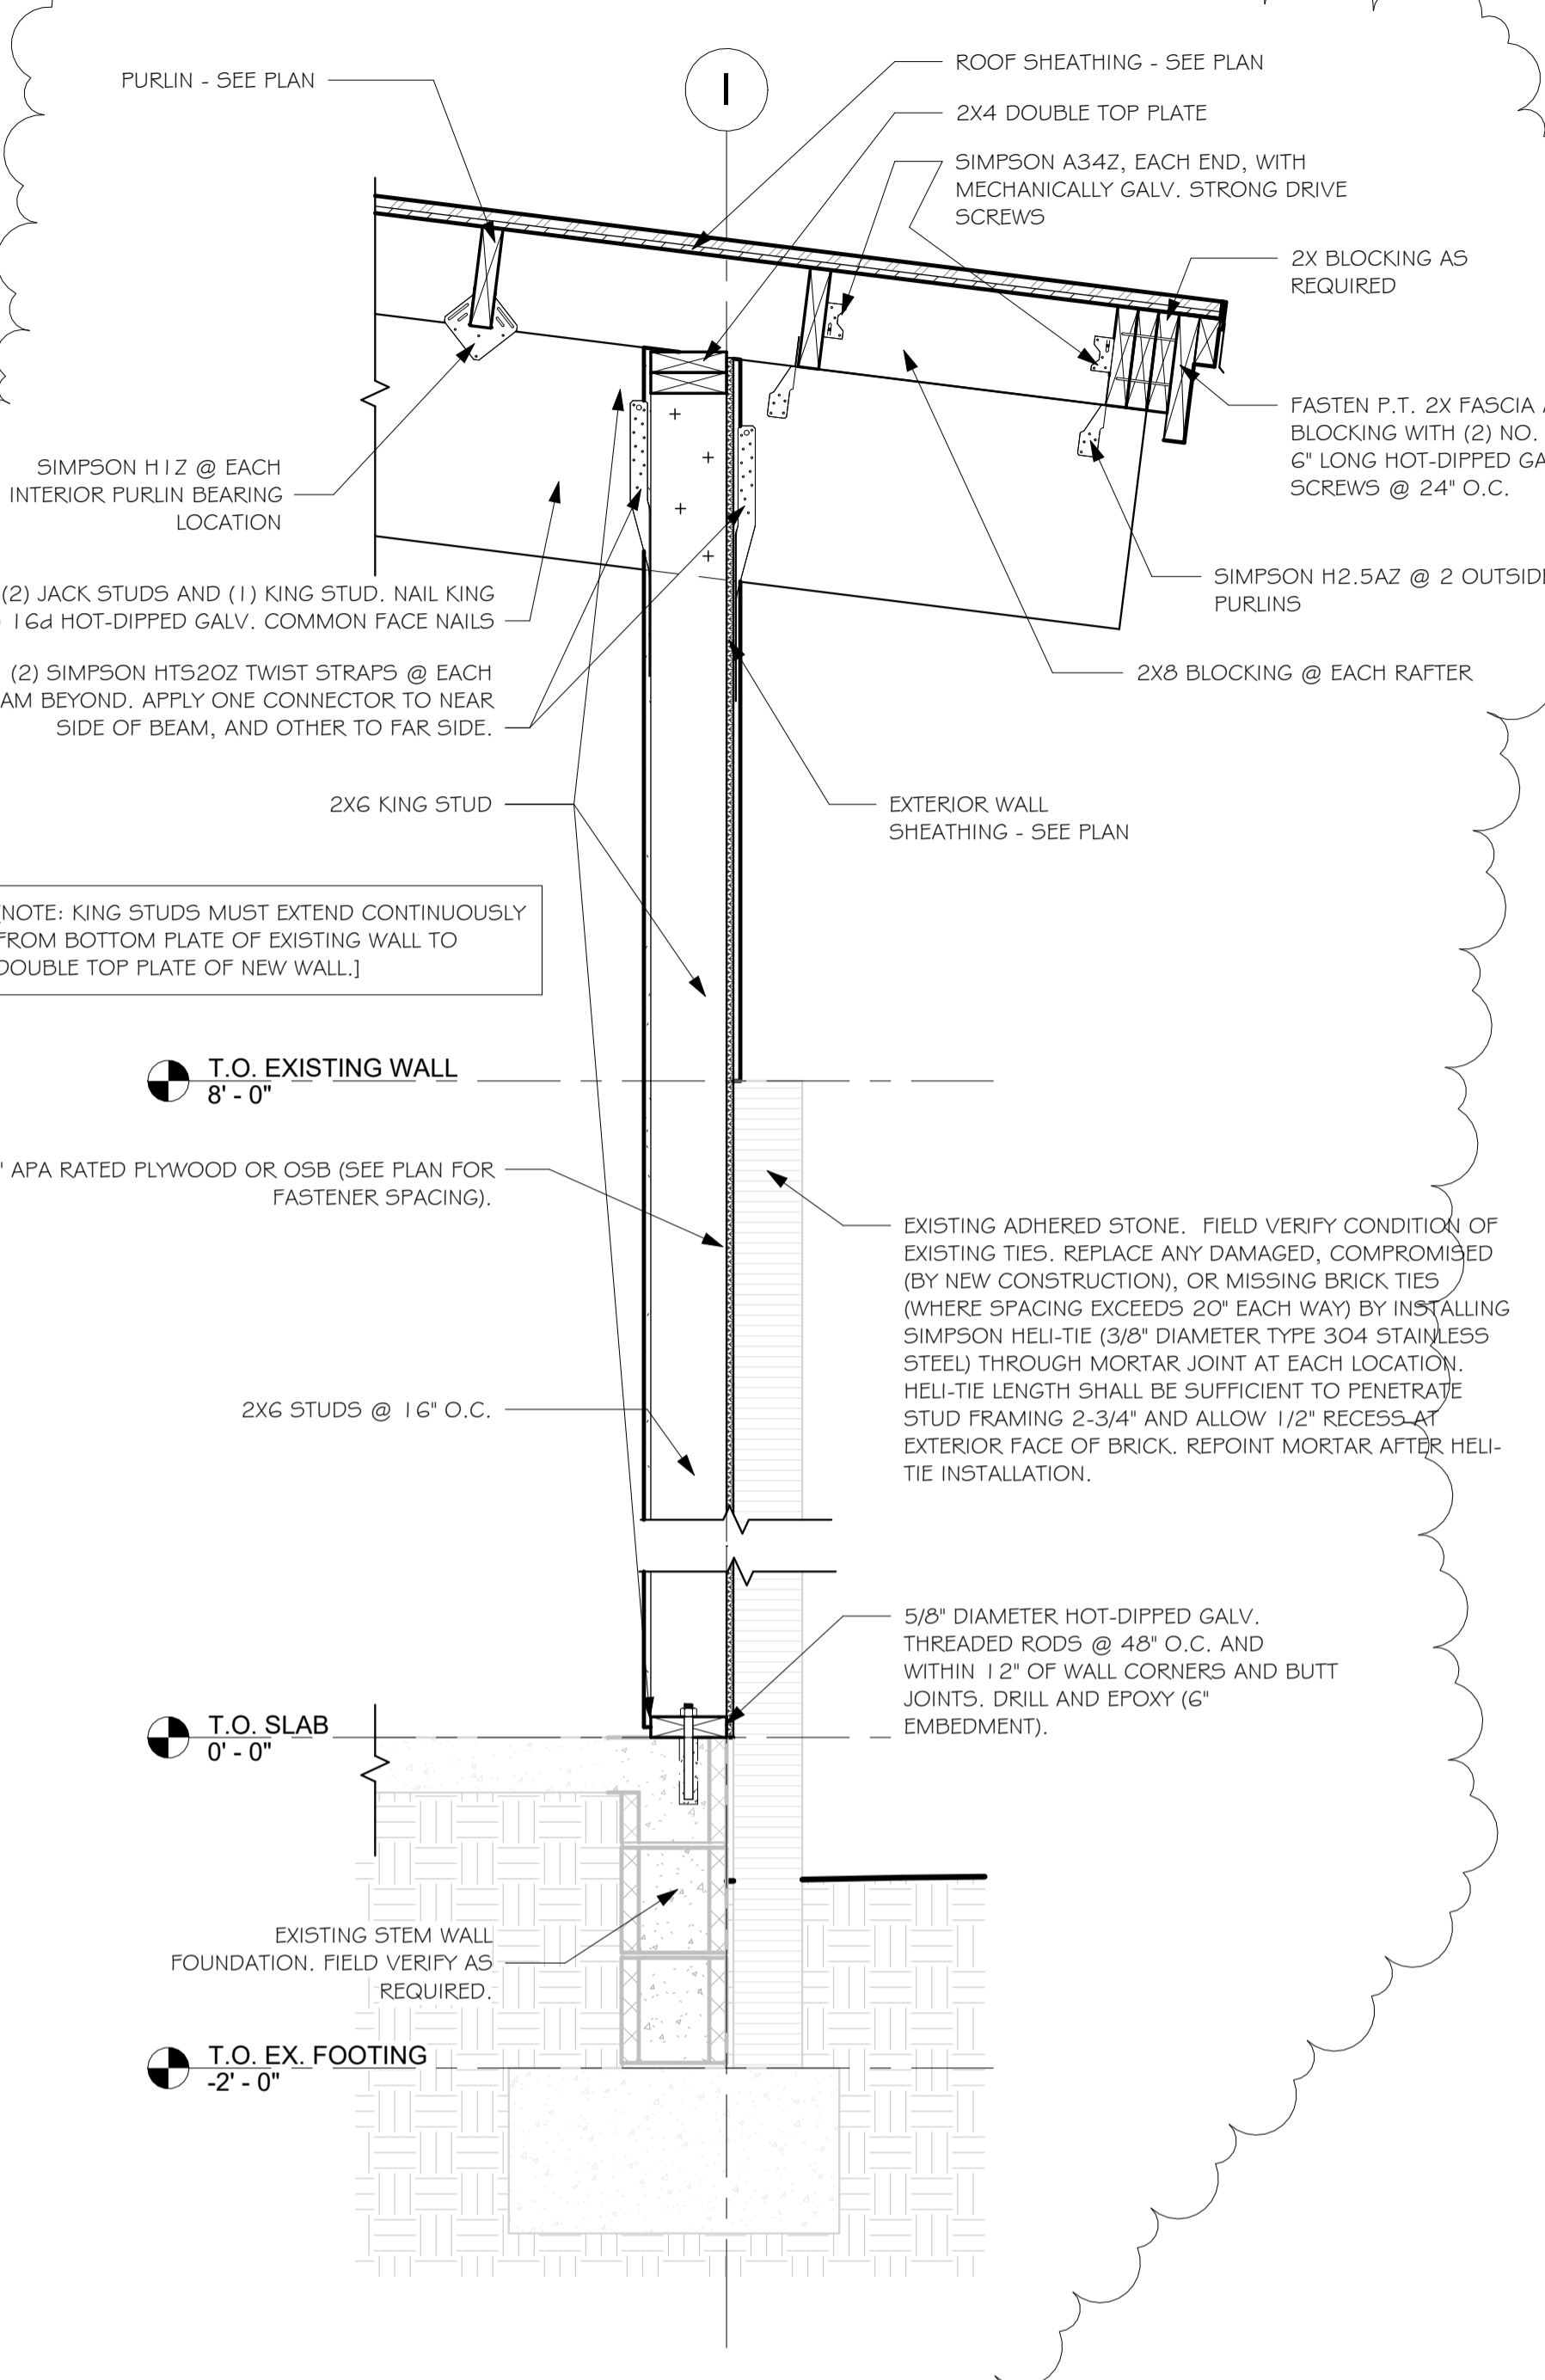 PURLIN - SEE PLAN
I
ROOF SHEATHING - SEE PLAN
2X4 DOUBLE TOP PLATE
SIMPSON A34Z, EACH END, WITH
MECHANICALLY GALV. STRONG DRIVE
SCREWS
2X BLOCKING AS
REQUIRED
FASTEN P.T. 2X FASCIA
BLOCKING WITH (2) NO.
6" LONG HOT-DIPPED
SCREWS @ 24" O.C.
SIMPSON H1Z @ EACH
INTERIOR PURLIN BEARING
LOCATION
SIMPSON H2.5AZ @ 2 OUTSIDE
PURLINS
(2) JACK STUDS AND (1) KING STUD. NAIL KING
16d HOT-DIPPED GALV. COMMON FACE NAILS
(2) SIMPSON HTS20Z TWIST STRAPS @ EACH
AM BEYOND. APPLY ONE CONNECTOR TO NEAR
SIDE OF BEAM, AND OTHER TO FAR SIDE.
2X8 BLOCKING @ EACH RAFTER
2X6 KING STUD
EXTERIOR WALL
SHEATHING - SEE PLAN
[NOTE: KING STUDS MUST EXTEND CONTINUOUSLY
FROM BOTTOM PLATE OF EXISTING WALL TO
DOUBLE TOP PLATE OF NEW WALL.]
T.O. EXISTING WALL
8' - 0"
" APA RATED PLYWOOD OR OSB (SEE PLAN FOR
FASTENER SPACING).
EXISTING ADHERED STONE. FIELD VERIFY CONDITION OF
EXISTING TIES. REPLACE ANY DAMAGED, COMPROMISED
(BY NEW CONSTRUCTION), OR MISSING BRICK TIES
(WHERE SPACING EXCEEDS 20" EACH WAY) BY INSTALLING
SIMPSON HELI-TIE (3/8" DIAMETER TYPE 304 STAINLESS
STEEL) THROUGH MORTAR JOINT AT EACH LOCATION.
HELI-TIE LENGTH SHALL BE SUFFICIENT TO PENETRATE
STUD FRAMING 2-3/4" AND ALLOW 1/2" RECESS AT
EXTERIOR FACE OF BRICK. REPOINT MORTAR AFTER HELI-
TIE INSTALLATION.
2X6 STUDS @ 16" O.C.
5/8" DIAMETER HOT-DIPPED GALV.
THREADED RODS @ 48" O.C. AND
WITHIN 12" OF WALL CORNERS AND BUTT
JOINTS. DRILL AND EPOXY (6"
EMBEDMENT).
T.O. SLAB
0' - 0"
EXISTING STEM WALL
FOUNDATION. FIELD VERIFY AS
REQUIRED.
T.O. EX. FOOTING
-2' - 0"